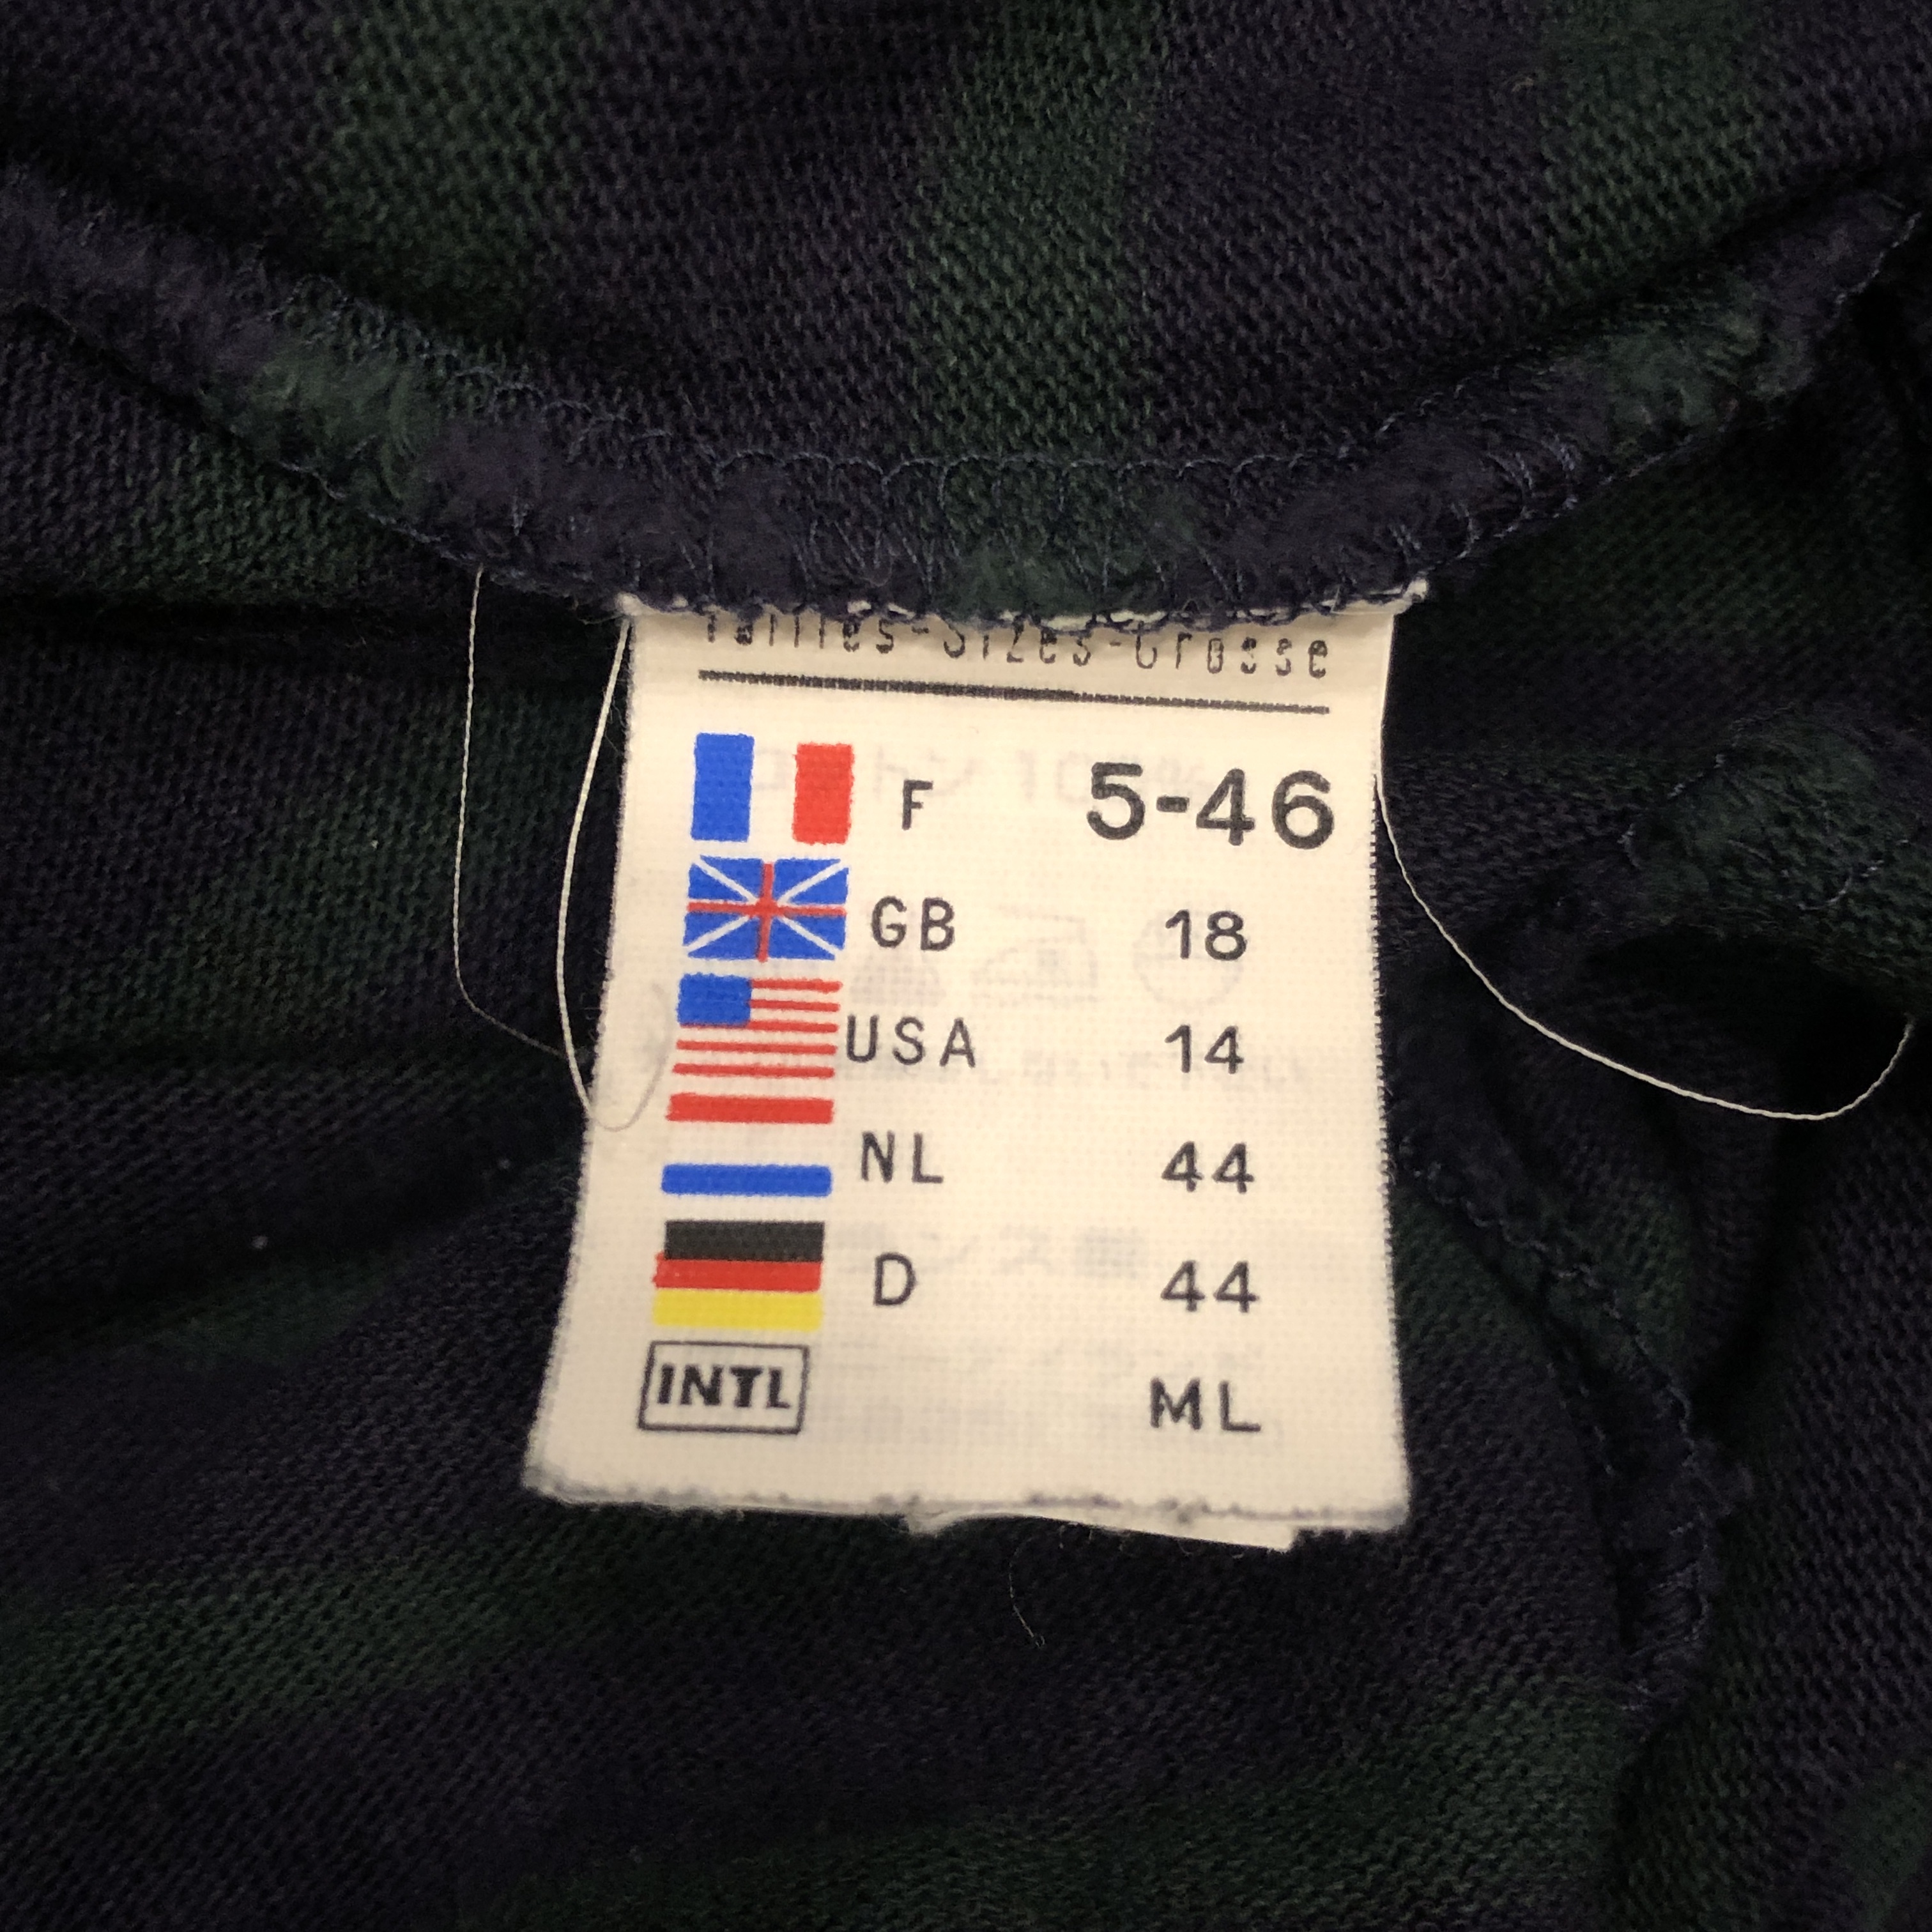 Tailles-Sizes-Grösse
F 5-46
GB 18
USA 14
NL 44
D 44
INTL ML